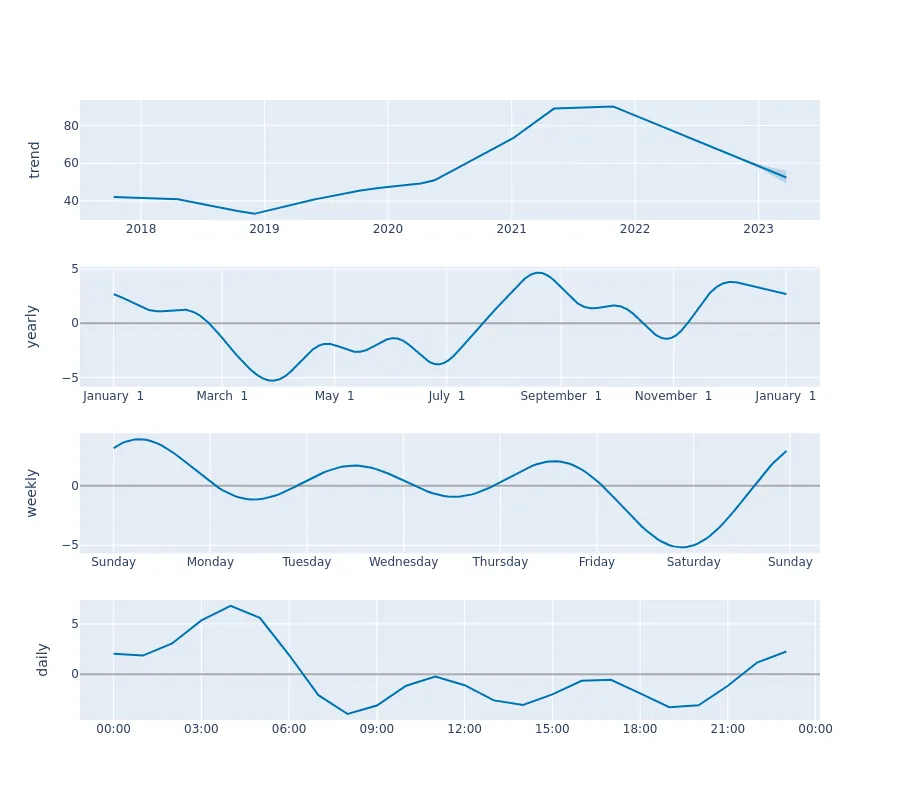 trend
80
60
40
2018 2019 2020 2021 2022 2023
yearly
5
0
−5
January 1 March 1 May 1 July 1 September 1 November 1 January 1
weekly
0
−5
Sunday Monday Tuesday Wednesday Thursday Friday Saturday Sunday
daily
5
0
00:00 03:00 06:00 09:00 12:00 15:00 18:00 21:00 00:00